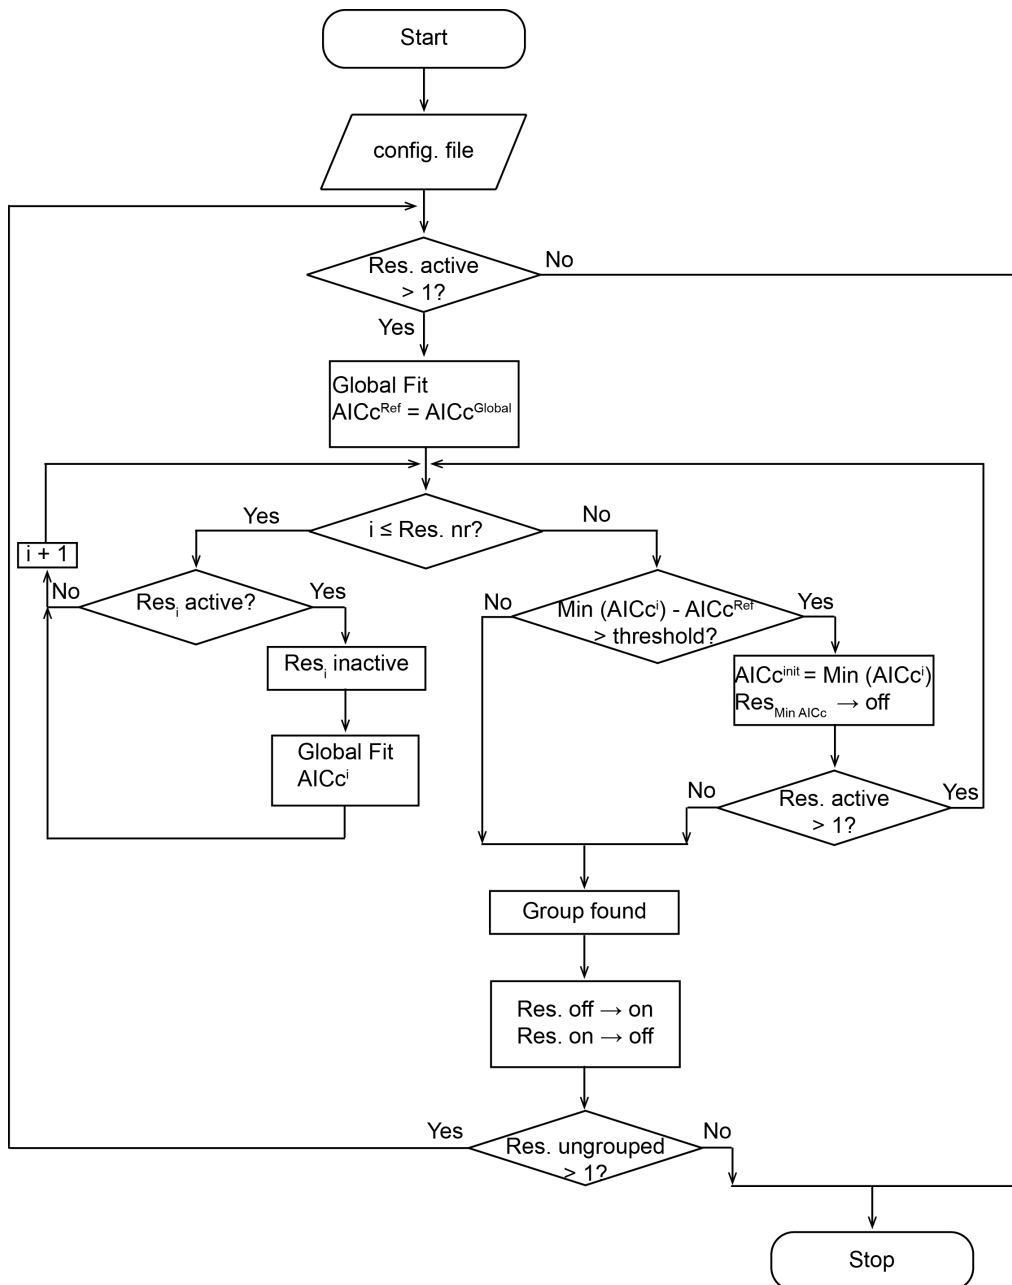 Start
config. file
Res. active
> 1?
No
Yes
Global Fit
AICc^Ref = AICc^Global
Yes
i ≤ Res. nr?
No
i + 1
No
Res_i active?
Yes
No
Min (AICc^i) - AICc^Ref
> threshold?
Yes
Res_i inactive
AICc^init = Min (AICc^i)
Res_Min AICc → off
Global Fit
AICc^i
No
Res. active
> 1?
Yes
Group found
Res. off → on
Res. on → off
Yes
Res. ungrouped
> 1?
No
Stop